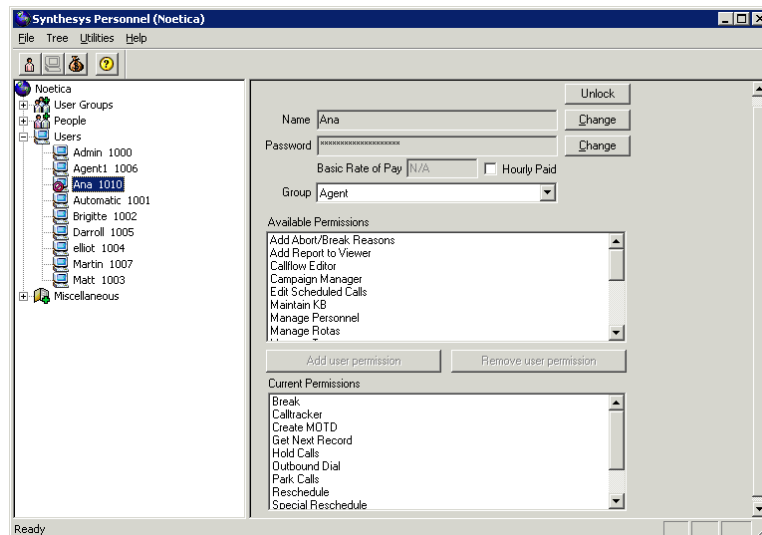 Synthesys Personnel (Noetica)
File Tree Utilities Help
Noetica
User Groups
People
Users
Admin 1000
Agent1 1006
Ana 1010
Automatic 1001
Brigitte 1002
Darroll 1005
elliot 1004
Martin 1007
Matt 1003
Miscellaneous
Unlock
Name Ana Change
Password ******************* Change
Basic Rate of Pay N/A Hourly Paid
Group Agent
Available Permissions
Add Abort/Break Reasons
Add Report to Viewer
Callflow Editor
Campaign Manager
Edit Scheduled Calls
Maintain KB
Manage Personnel
Manage Rotas
Add user permission Remove user permission
Current Permissions
Break
Calltracker
Create MOTD
Get Next Record
Hold Calls
Outbound Dial
Park Calls
Reschedule
Special Reschedule
Ready